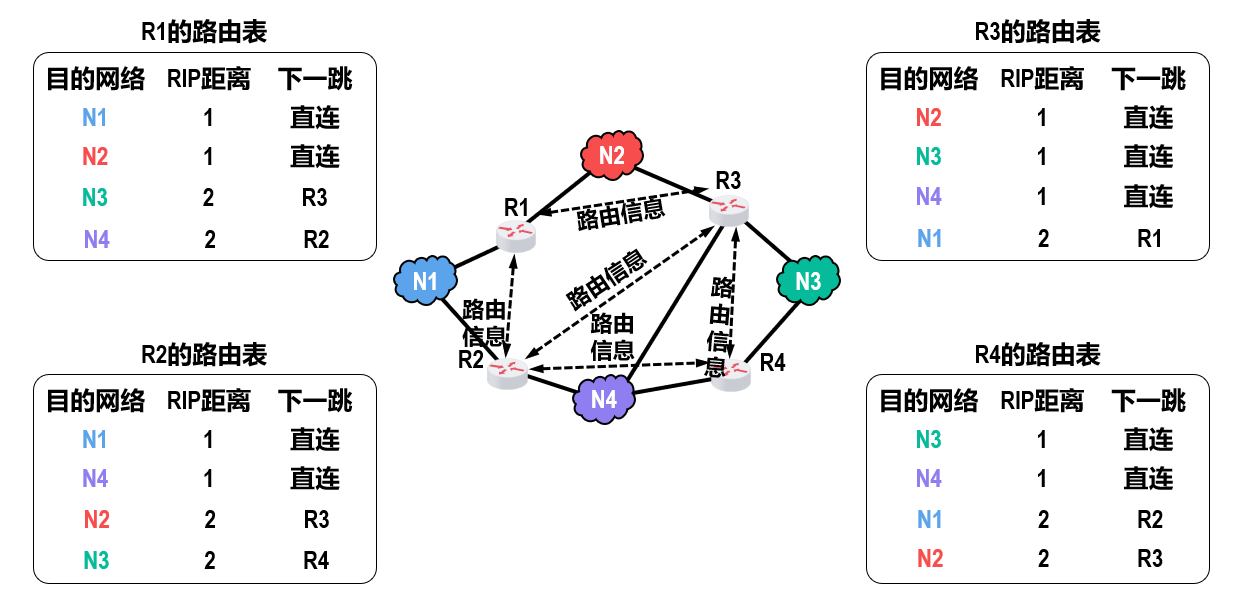 R1的路由表
目的网络 RIP距离 下一跳
N1 1 直连
N2 1 直连
N3 2 R3
N4 2 R2
R2的路由表
目的网络 RIP距离 下一跳
N1 1 直连
N4 1 直连
N2 2 R3
N3 2 R4
N2
R3
R1
路由信息
N1
路由信息
N3
路由
信息
路由
信息
路
由
信
息
R2
R4
N4
R3的路由表
目的网络 RIP距离 下一跳
N2 1 直连
N3 1 直连
N4 1 直连
N1 2 R1
R4的路由表
目的网络 RIP距离 下一跳
N3 1 直连
N4 1 直连
N1 2 R2
N2 2 R3